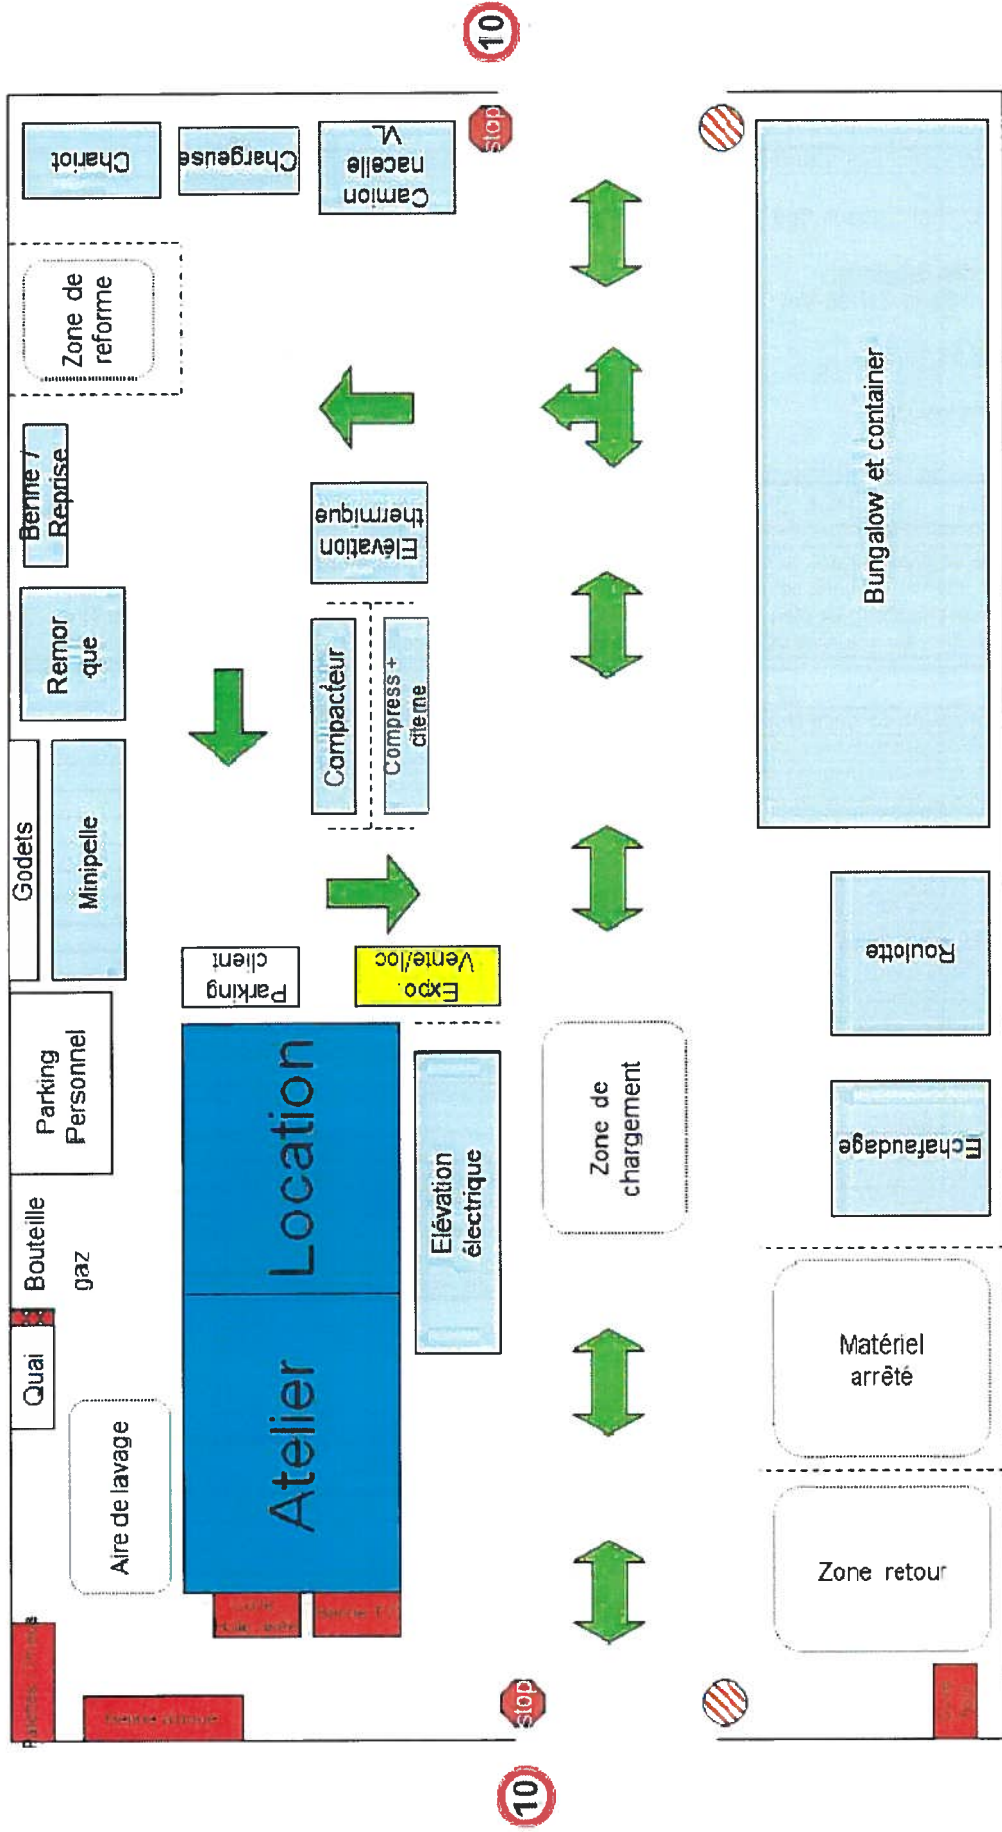 10
stop
Chariot
Chargeuse
Camion
nacelle
VL
Zone de
reforme
Benne /
Reprise
Remor
que
Godets
Minipelle
Elévation
thermique
Compacteur
Compress +
citerne
Parking
client
Expo.
Vente/loc
Parking
Personnel
Bouteille
gaz
Quai
Aire de lavage
Atelier
Location
Elévation
électrique
Zone de
chargement
Bungalow et container
Roulotte
Echafaudage
Matériel
arrêté
Zone retour
stop
10